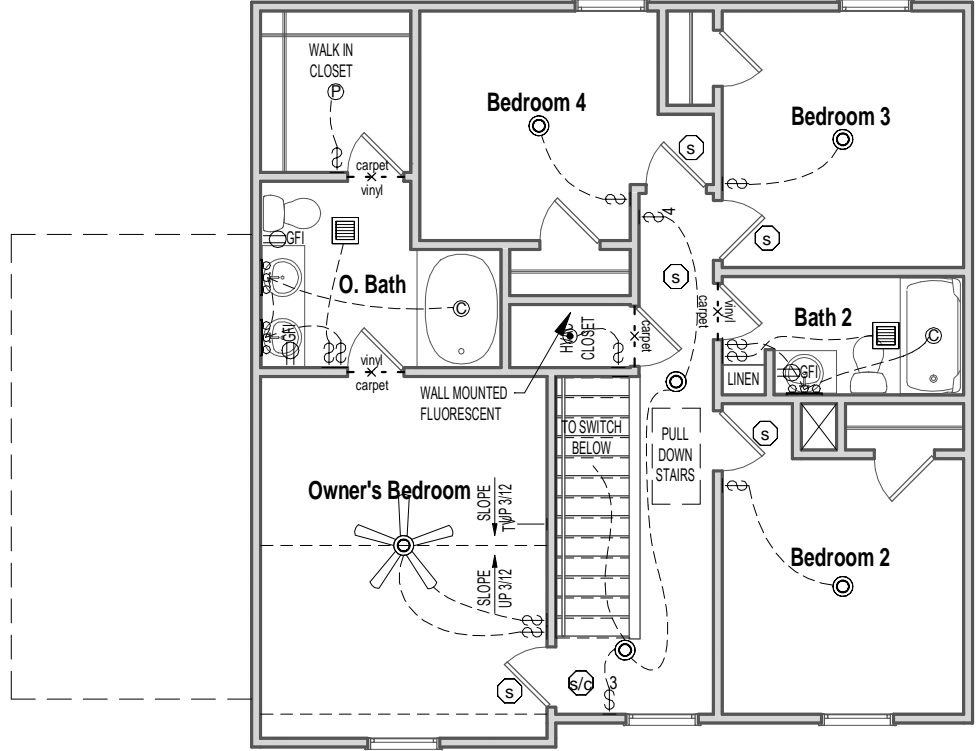 WALK IN
CLOSET
P
carpet
vinyl
Bedroom 4
S
Bedroom 3
4
S
S
GFI
O. Bath
C
GFI
vinyl
carpet
HVAC
CLOSET
carpet
carpet
vinyl
Bath 2
C
GFI
LINEN
WALL MOUNTED
FLUORESCENT
TO SWITCH
BELOW
PULL
DOWN
STAIRS
S
Owner's Bedroom
SLOPE
UP 3/12
TV
SLOPE
UP 3/12
Bedroom 2
S
s/c
3